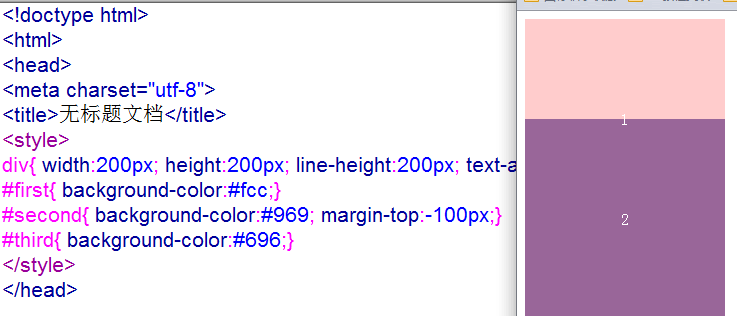 <!doctype html>
<html>
<head>
<meta charset="utf-8">
<title>无标题文档</title>
<style>
div{ width:200px; height:200px; line-height:200px; text-a
#first{ background-color:#fcc;}
#second{ background-color:#969; margin-top:-100px;}
#third{ background-color:#696;}
</style>
</head>
1
2